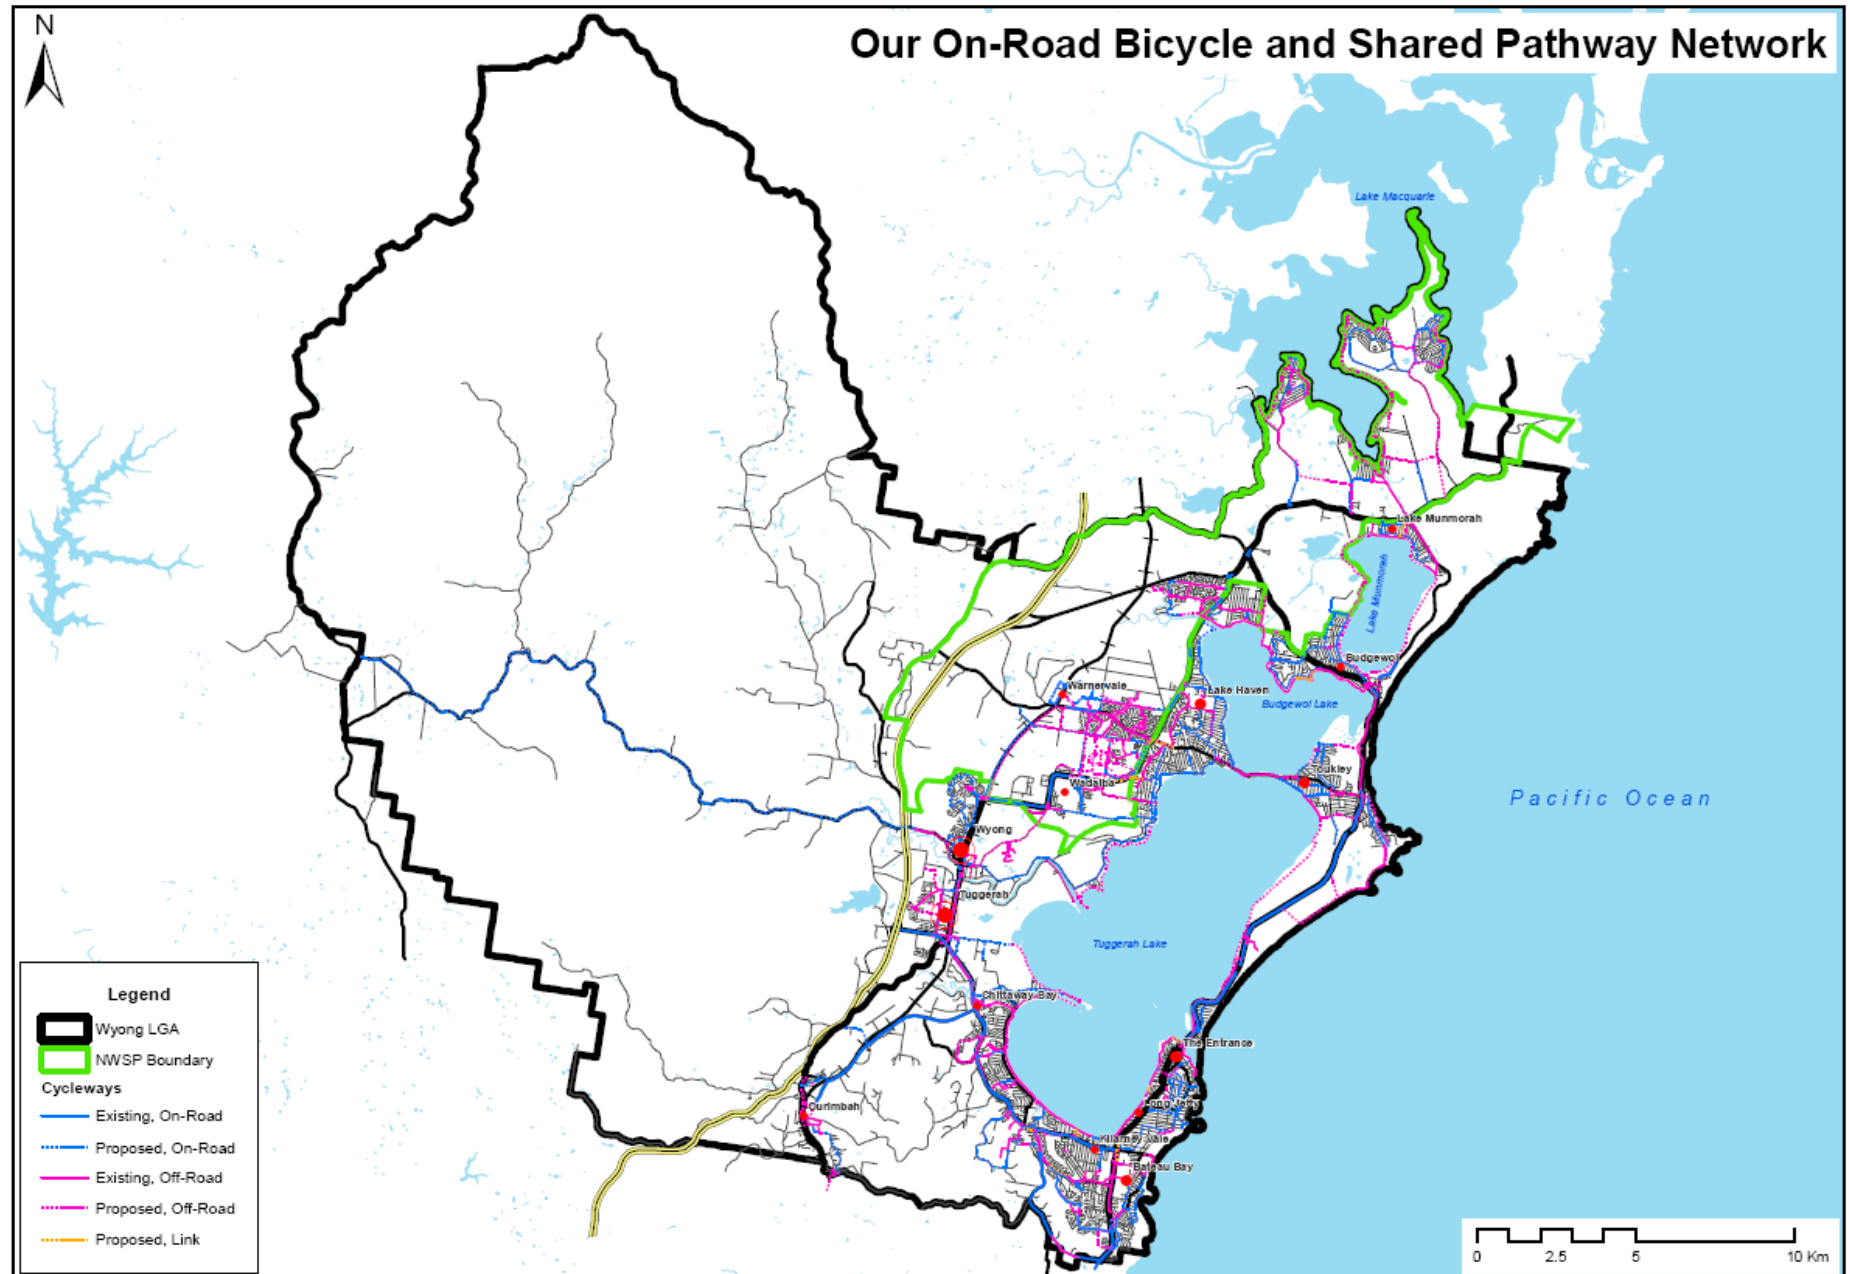 N
Our On-Road Bicycle and Shared Pathway Network
Lake Macquarie
Lake Munmorah
Lake Munmorah
Budgewoi
Warnervale
Lake Haven
Budgewoi Lake
Toukley
Wadalba
Pacific Ocean
Wyong
Tuggerah
Tuggerah Lake
Chittaway Bay
The Entrance
Ourimbah
Long Jetty
Killarney Vale
Bateau Bay
Legend
Wyong LGA
NWSP Boundary
Cycleways
Existing, On-Road
Proposed, On-Road
Existing, Off-Road
Proposed, Off-Road
Proposed, Link
0 2.5 5 10 Km